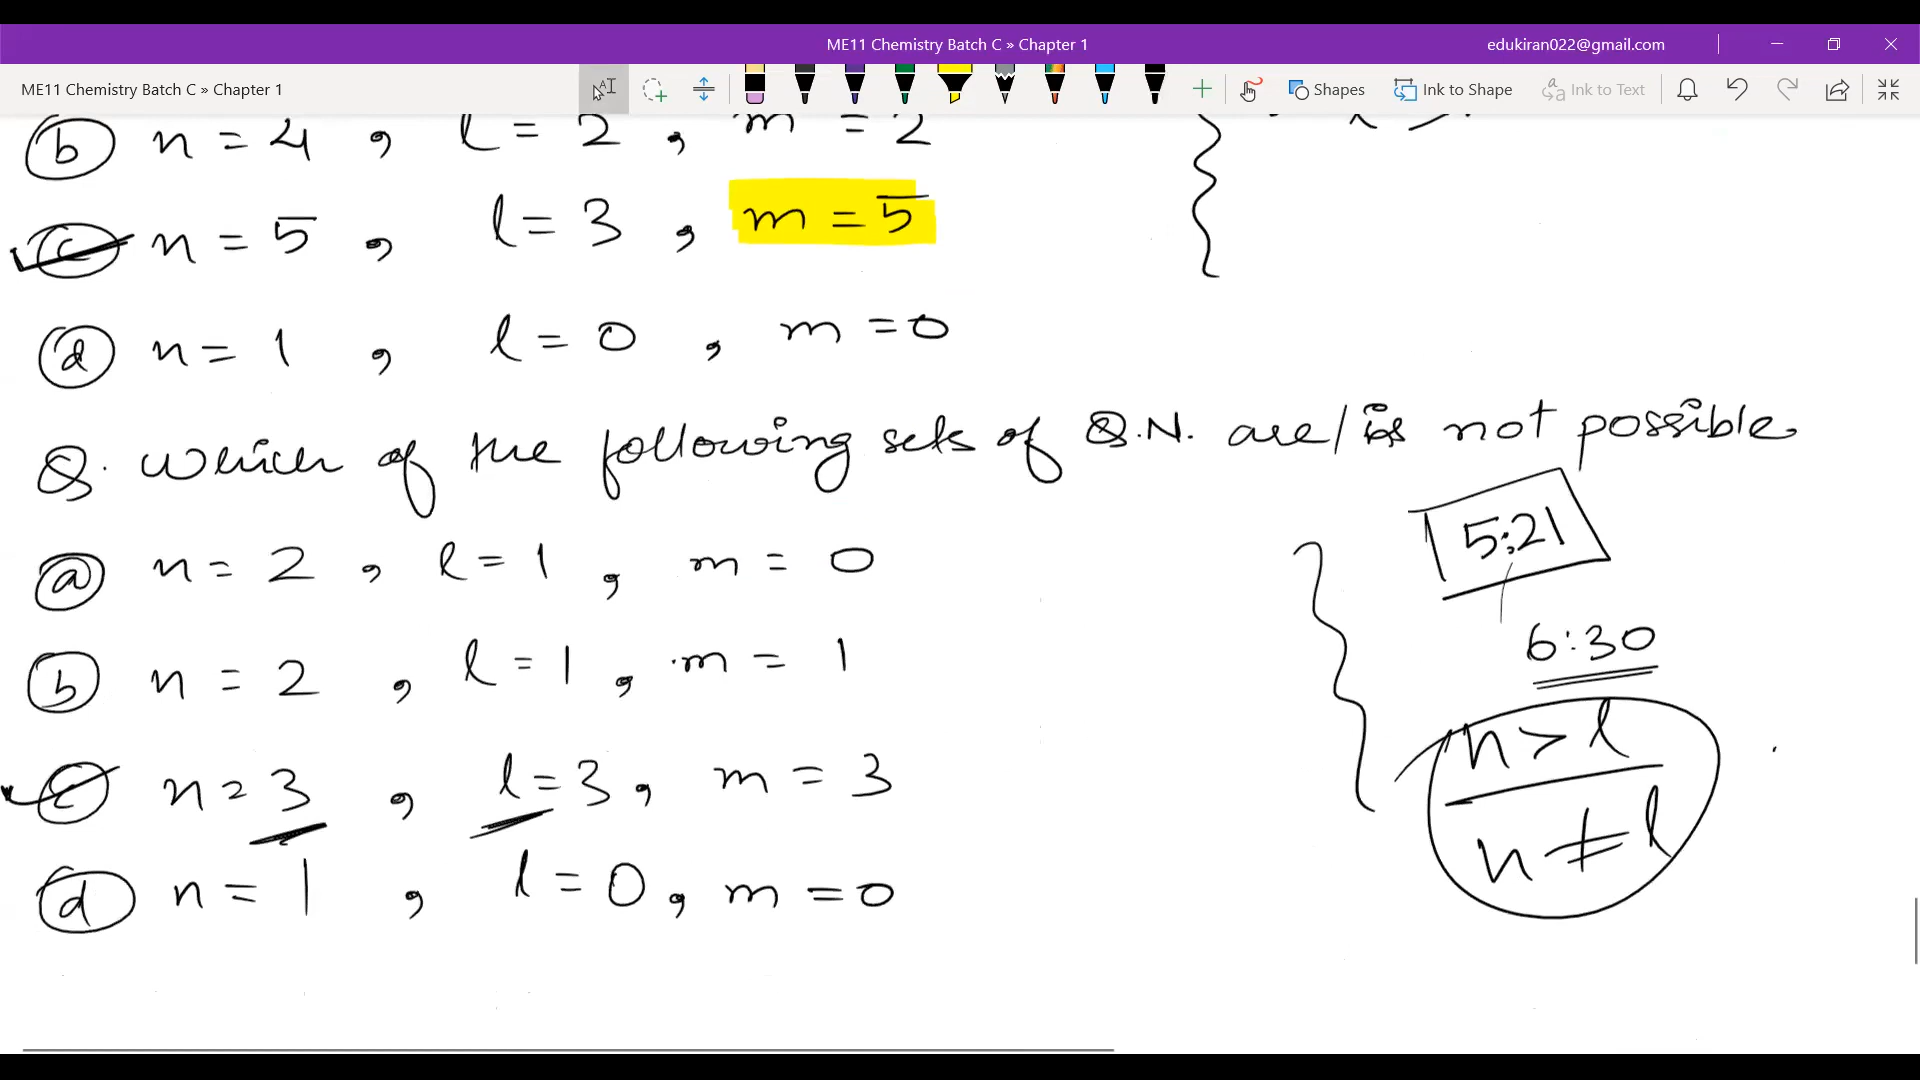 ME11 Chemistry Batch C » Chapter 1
edukiran022@gmail.com
ME11 Chemistry Batch C » Chapter 1
Shapes
Ink to Shape
Ink to Text
(b) n = 4 , l = 2 , m = 2
(c) n = 5 , l = 3 , m = 5
(d) n = 1 , l = 0 , m = 0
Q. which of the following sets of Q.N. are/is not possible
5:21
(a) n = 2 , l = 1 , m = 0
6:30
(b) n = 2 , l = 1 , m = 1
n > l
(c) n = 3 , l = 3 , m = 3
n ≠ l
(d) n = 1 , l = 0 , m = 0